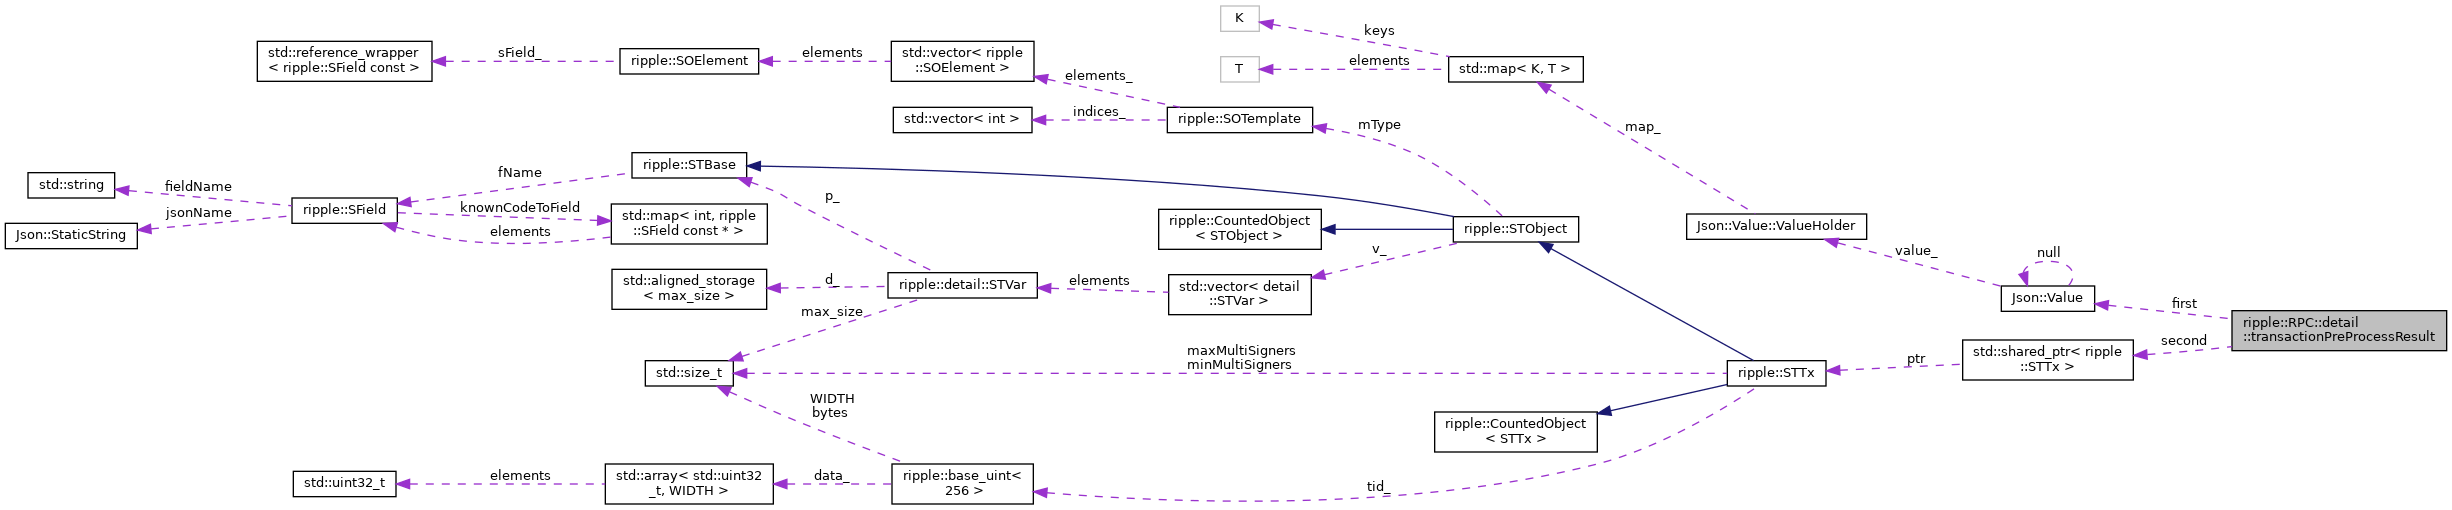 K
keys
std::reference_wrapper
< ripple::SField const >
sField_
ripple::SOElement
elements
std::vector< ripple
::SOElement >
elements_
T
elements
std::map< K, T >
std::vector< int >
indices_
ripple::SOTemplate
mType
map_
ripple::STBase
fName
std::string
fieldName
jsonName
Json::StaticString
ripple::SField
knownCodeToField
elements
std::map< int, ripple
::SField const * >
p_
ripple::CountedObject
< STObject >
ripple::STObject
v_
Json::Value::ValueHolder
value_
null
Json::Value
first
std::aligned_storage
< max_size >
d_
ripple::detail::STVar
elements
std::vector< detail
::STVar >
max_size
ripple::RPC::detail
::transactionPreProcessResult
second
std::shared_ptr< ripple
::STTx >
ptr
ripple::STTx
maxMultiSigners
minMultiSigners
std::size_t
WIDTH
bytes
ripple::CountedObject
< STTx >
std::uint32_t
elements
std::array< std::uint32
_t, WIDTH >
data_
ripple::base_uint<
256 >
tid_